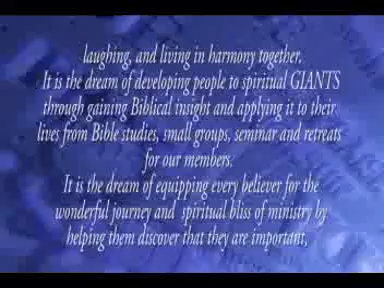 laughing, and living in harmony together.
It is the dream of developing people to spiritual GIANTS
through gaining Biblical insight and applying it to their
lives from Bible studies, small groups, seminar and retreats
for our members.
It is the dream of equipping every believer for the
wonderful journey and spiritual bliss of ministry by
helping them discover that they are important,